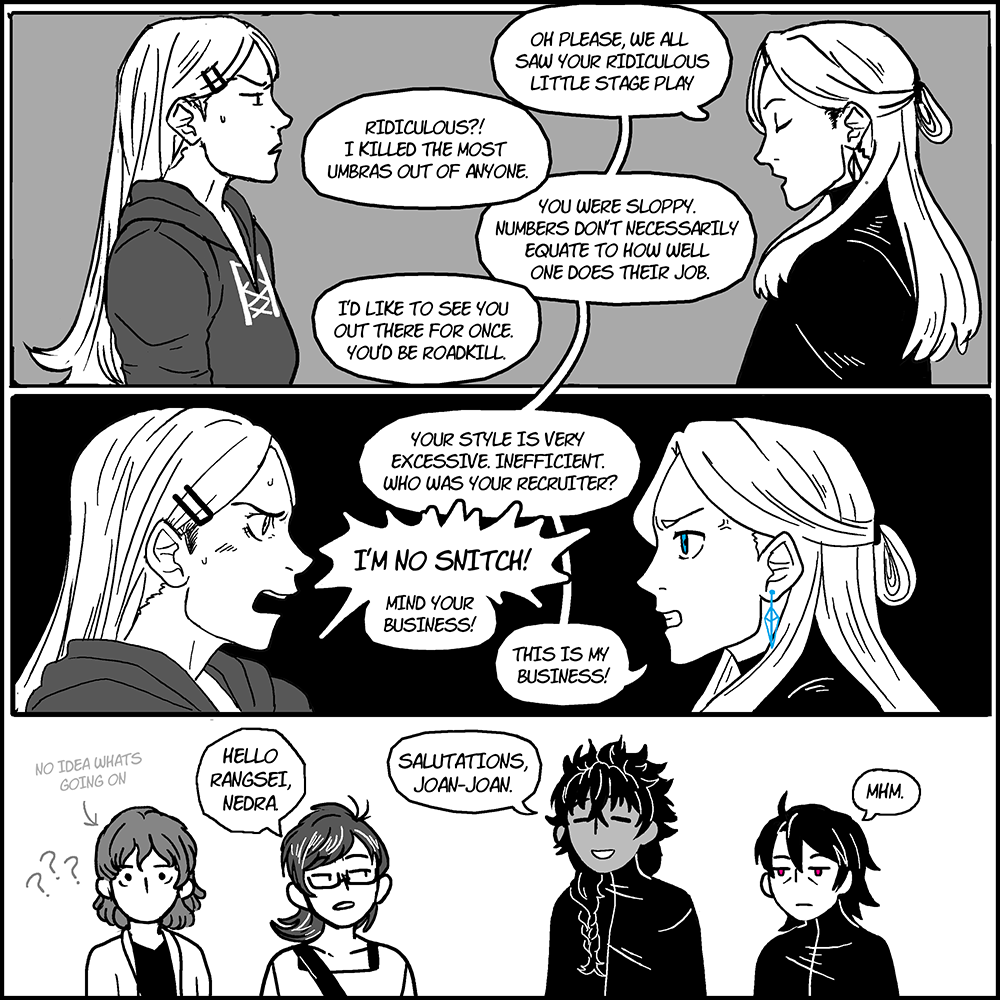 OH PLEASE, WE ALL
SAW YOUR RIDICULOUS
LITTLE STAGE PLAY
RIDICULOUS?!
I KILLED THE MOST
UMBRAS OUT OF ANYONE.
YOU WERE SLOPPY.
NUMBERS DON'T NECESSARILY
EQUATE TO HOW WELL
ONE DOES THEIR JOB.
I'D LIKE TO SEE YOU
OUT THERE FOR ONCE.
YOU'D BE ROADKILL.
YOUR STYLE IS VERY
EXCESSIVE. INEFFICIENT.
WHO WAS YOUR RECRUITER?
I'M NO SNITCH!
MIND YOUR
BUSINESS!
THIS IS MY
BUSINESS!
NO IDEA WHATS
GOING ON
???
HELLO
RANGSEI,
NEDRA.
SALUTATIONS,
JOAN-JOAN.
MHM.